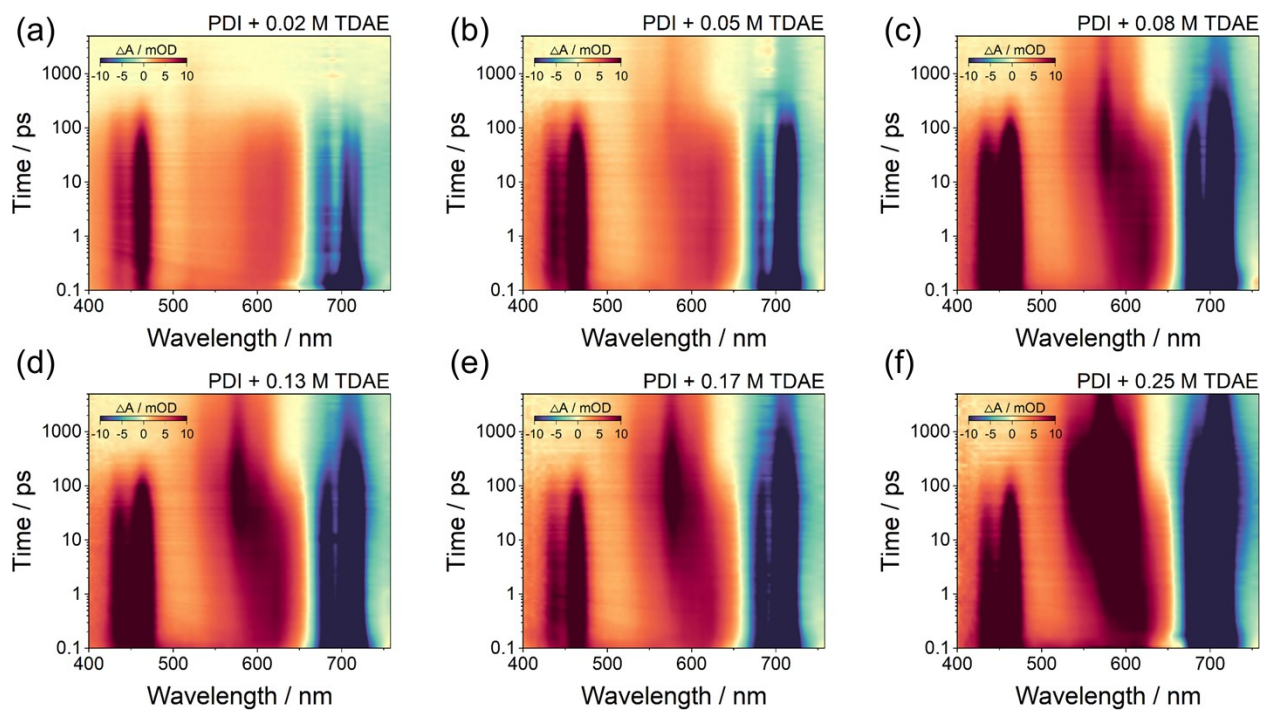 (a) PDI + 0.02 M TDAE
△A / mOD
-10 -5 0 5 10
1000
100
10
1
0.1
Time / ps
400 500 600 700
Wavelength / nm
(b) PDI + 0.05 M TDAE
△A / mOD
-10 -5 0 5 10
1000
100
10
1
0.1
Time / ps
400 500 600 700
Wavelength / nm
(c) PDI + 0.08 M TDAE
△A / mOD
-10 -5 0 5 10
1000
100
10
1
0.1
Time / ps
400 500 600 700
Wavelength / nm
(d) PDI + 0.13 M TDAE
△A / mOD
-10 -5 0 5 10
1000
100
10
1
0.1
Time / ps
400 500 600 700
Wavelength / nm
(e) PDI + 0.17 M TDAE
△A / mOD
-10 -5 0 5 10
1000
100
10
1
0.1
Time / ps
400 500 600 700
Wavelength / nm
(f) PDI + 0.25 M TDAE
△A / mOD
-10 -5 0 5 10
1000
100
10
1
0.1
Time / ps
400 500 600 700
Wavelength / nm